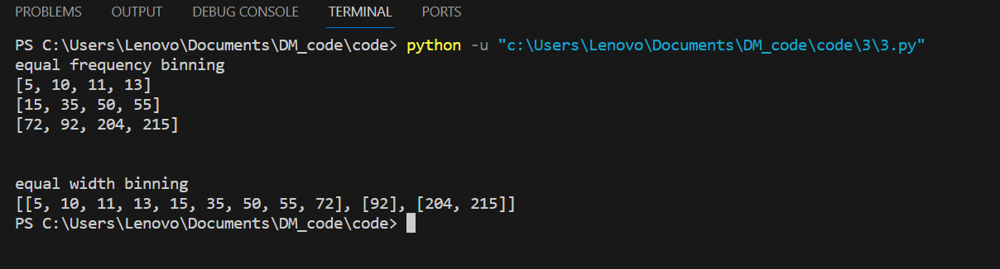 PROBLEMS OUTPUT DEBUG CONSOLE TERMINAL PORTS
PS C:\Users\Lenovo\Documents\DM_code\code> python -u "c:\Users\Lenovo\Documents\DM_code\code\3\3.py"
equal frequency binning
[5, 10, 11, 13]
[15, 35, 50, 55]
[72, 92, 204, 215]
equal width binning
[[5, 10, 11, 13, 15, 35, 50, 55, 72], [92], [204, 215]]
PS C:\Users\Lenovo\Documents\DM_code\code>